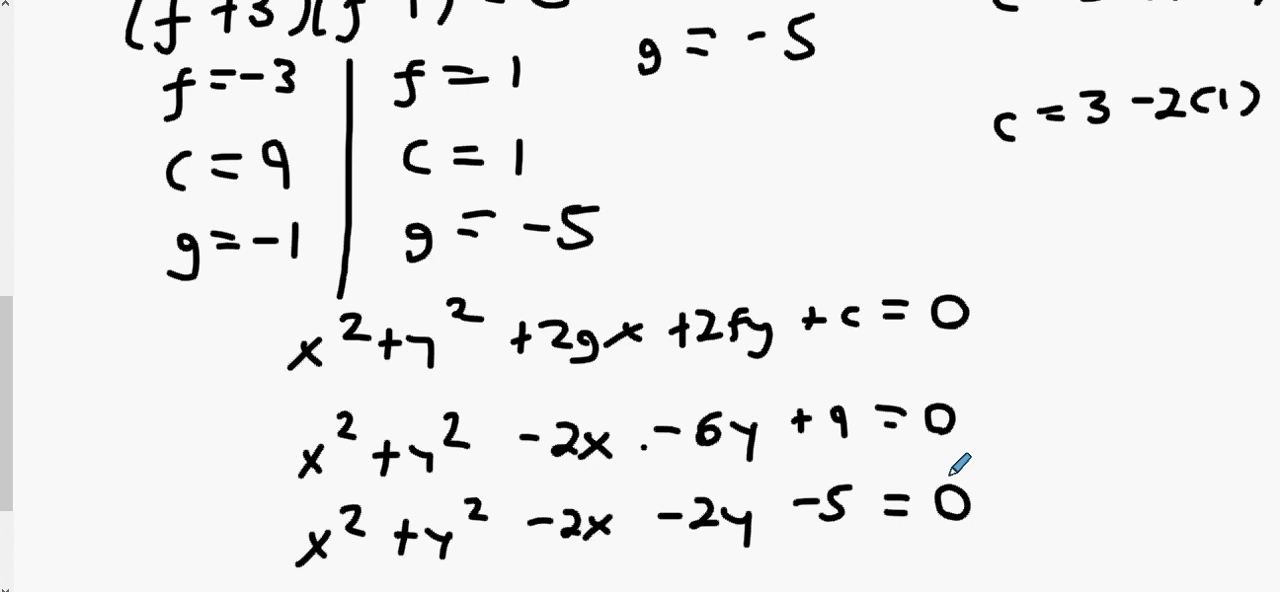 (f +3)(f
g = -5
f = -3 f = 1
c = 3 -2(1)
c = 9 c = 1
g = -1 g = -5
x² + y² + 2gx + 2fy + c = 0
x² + y² - 2x .- 6y + 9 = 0
x² + y² - 2x - 2y - 5 = 0